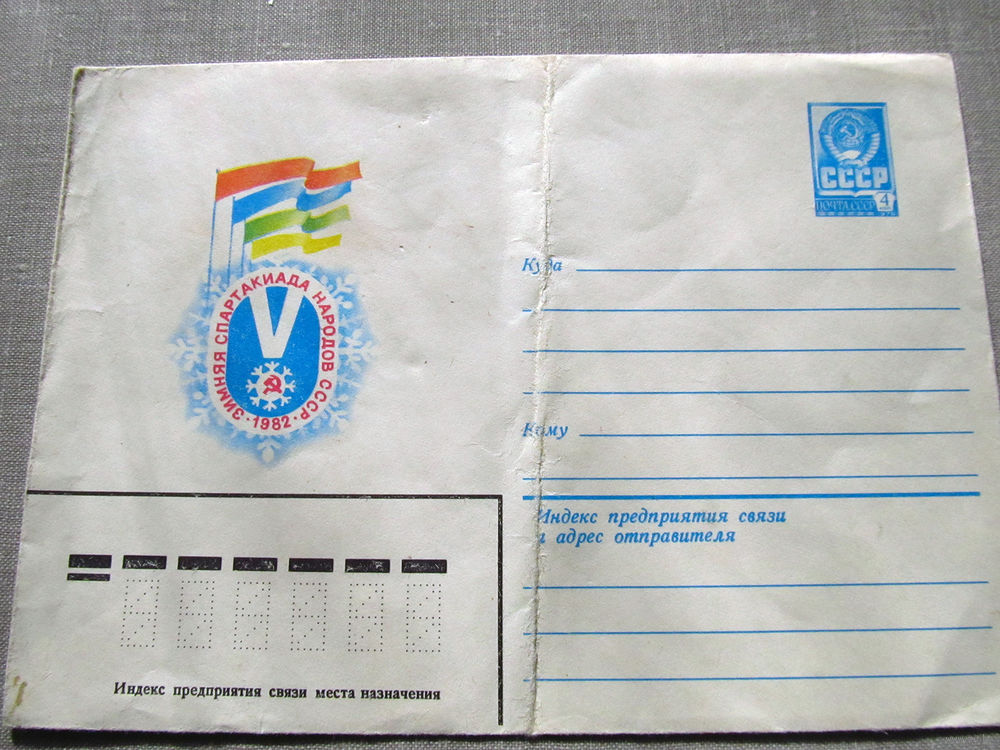 СССР
ПОЧТА СССР 4
V
ЗИМНЯЯ СПАРТАКИАДА НАРОДОВ СССР
· 1982 ·
Куда
Кому
Индекс предприятия связи
и адрес отправителя
Индекс предприятия связи места назначения